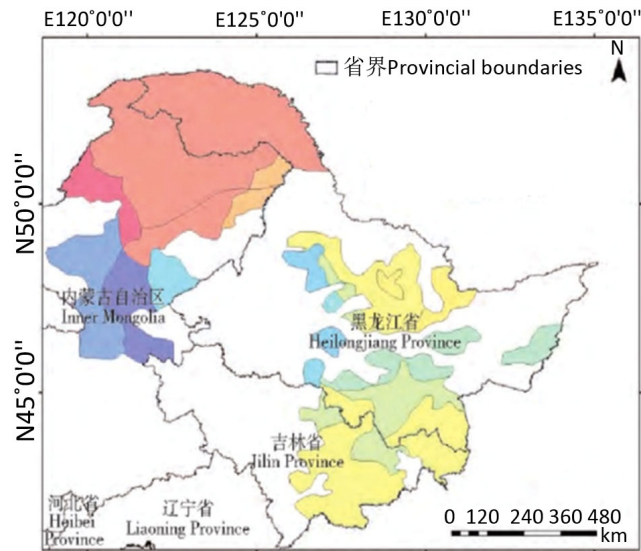 E120°0'0'' E125°0'0'' E130°0'0'' E135°0'0''
N
省界Provincial boundaries
N50°0'0''
内蒙古自治区
Inner Mongolia
黑龙江省
Heilongjiang Province
N45°0'0''
吉林省
Jilin Province
河北省
Heibei
Province
辽宁省
Liaoning Province
0 120 240 360 480
km